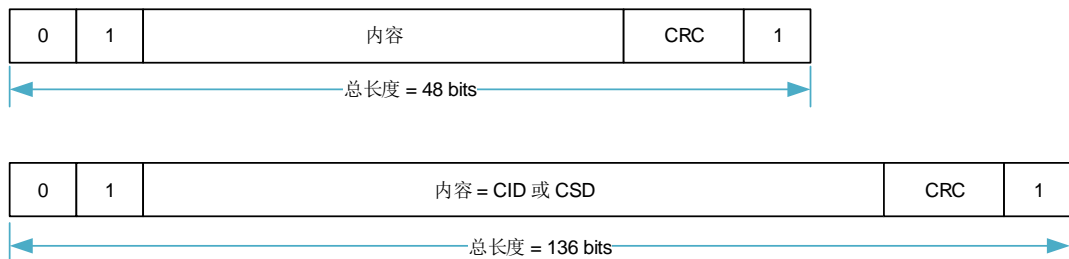 0 1 内容 CRC 1
总长度 = 48 bits
0 1 内容 = CID 或 CSD CRC 1
总长度 = 136 bits